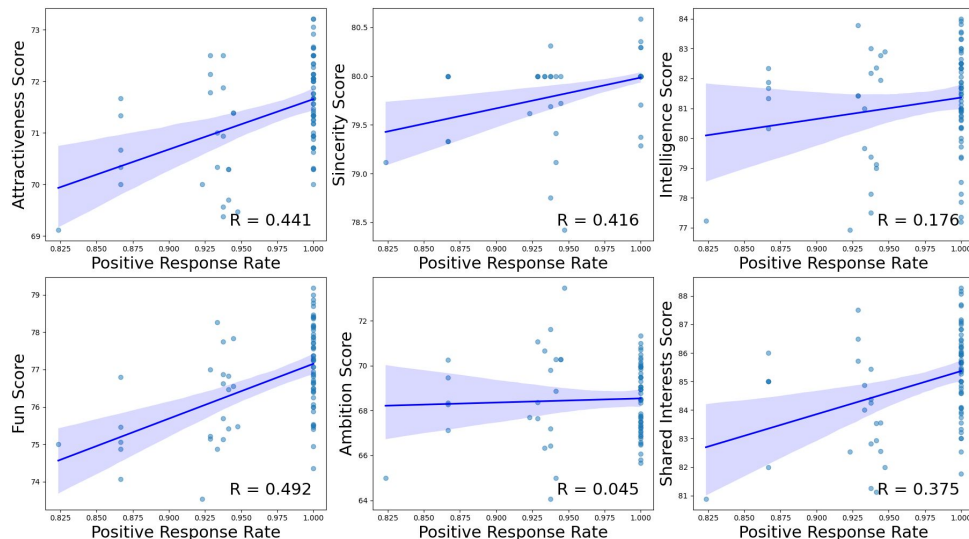 Attractiveness Score
73
72
71
70
69
R = 0.441
0.825 0.850 0.875 0.900 0.925 0.950 0.975 1.000
Positive Response Rate
Sincerity Score
80.5
80.0
79.5
79.0
78.5
R = 0.416
0.825 0.850 0.875 0.900 0.925 0.950 0.975 1.000
Positive Response Rate
Intelligence Score
84
83
82
81
80
79
78
77
R = 0.176
0.825 0.850 0.875 0.900 0.925 0.950 0.975 1.000
Positive Response Rate
Fun Score
79
78
77
76
75
74
R = 0.492
0.825 0.850 0.875 0.900 0.925 0.950 0.975 1.000
Positive Response Rate
Ambition Score
72
70
68
66
64
R = 0.045
0.825 0.850 0.875 0.900 0.925 0.950 0.975 1.000
Positive Response Rate
Shared Interests Score
88
87
86
85
84
83
82
81
R = 0.375
0.825 0.850 0.875 0.900 0.925 0.950 0.975 1.000
Positive Response Rate